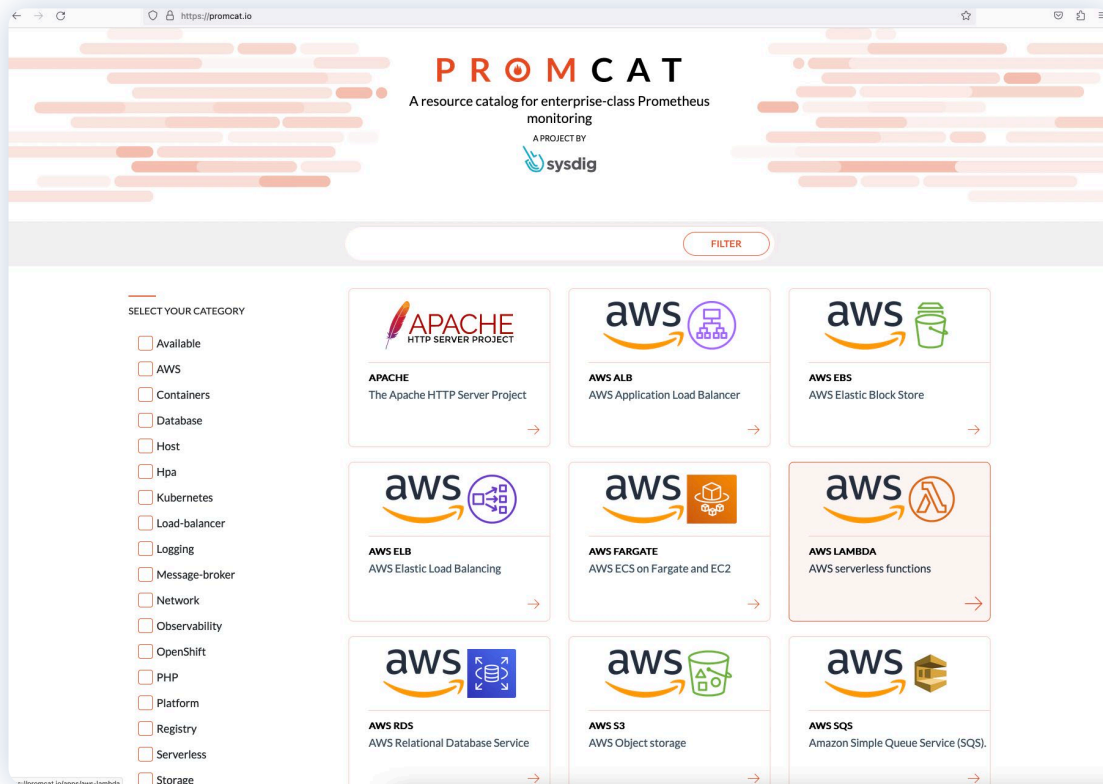 https://promcat.io
PROMCAT
A resource catalog for enterprise-class Prometheus
monitoring
A PROJECT BY
sysdig
FILTER
SELECT YOUR CATEGORY
Available
AWS
Containers
Database
Host
Hpa
Kubernetes
Load-balancer
Logging
Message-broker
Network
Observability
OpenShift
PHP
Platform
Registry
Serverless
Storage
APACHE
HTTP SERVER PROJECT
APACHE
The Apache HTTP Server Project
aws
AWS ALB
AWS Application Load Balancer
aws
AWS EBS
AWS Elastic Block Store
aws
AWS ELB
AWS Elastic Load Balancing
aws
AWS FARGATE
AWS ECS on Fargate and EC2
aws
AWS LAMBDA
AWS serverless functions
aws
AWS RDS
AWS Relational Database Service
aws
AWS S3
AWS Object storage
aws
AWS SQS
Amazon Simple Queue Service (SQS).